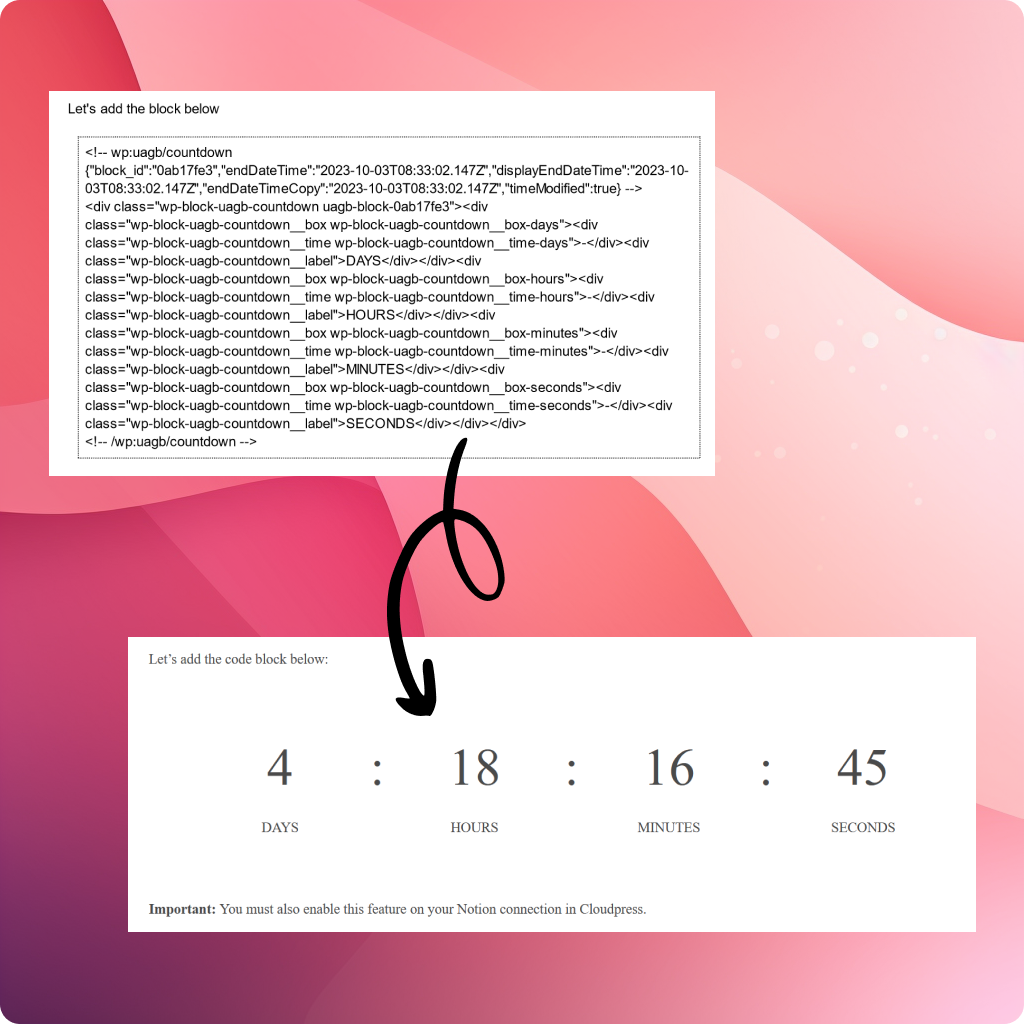 Let's add the block below
<!-- wp:uagb/countdown
{"block_id":"0ab17fe3","endDateTime":"2023-10-03T08:33:02.147Z","displayEndDateTime":"2023-10-
03T08:33:02.147Z","endDateTimeCopy":"2023-10-03T08:33:02.147Z","timeModified":true} -->
<div class="wp-block-uagb-countdown uagb-block-0ab17fe3"><div
class="wp-block-uagb-countdown__box wp-block-uagb-countdown__box-days"><div
class="wp-block-uagb-countdown__time wp-block-uagb-countdown__time-days">-</div><div
class="wp-block-uagb-countdown__label">DAYS</div></div><div
class="wp-block-uagb-countdown__box wp-block-uagb-countdown__box-hours"><div
class="wp-block-uagb-countdown__time wp-block-uagb-countdown__time-hours">-</div><div
class="wp-block-uagb-countdown__label">HOURS</div></div><div
class="wp-block-uagb-countdown__box wp-block-uagb-countdown__box-minutes"><div
class="wp-block-uagb-countdown__time wp-block-uagb-countdown__time-minutes">-</div><div
class="wp-block-uagb-countdown__label">MINUTES</div></div><div
class="wp-block-uagb-countdown__box wp-block-uagb-countdown__box-seconds"><div
class="wp-block-uagb-countdown__time wp-block-uagb-countdown__time-seconds">-</div><div
class="wp-block-uagb-countdown__label">SECONDS</div></div></div>
<!-- /wp:uagb/countdown -->
Let’s add the code block below:
4 : 18 : 16 : 45
DAYS HOURS MINUTES SECONDS
Important: You must also enable this feature on your Notion connection in Cloudpress.